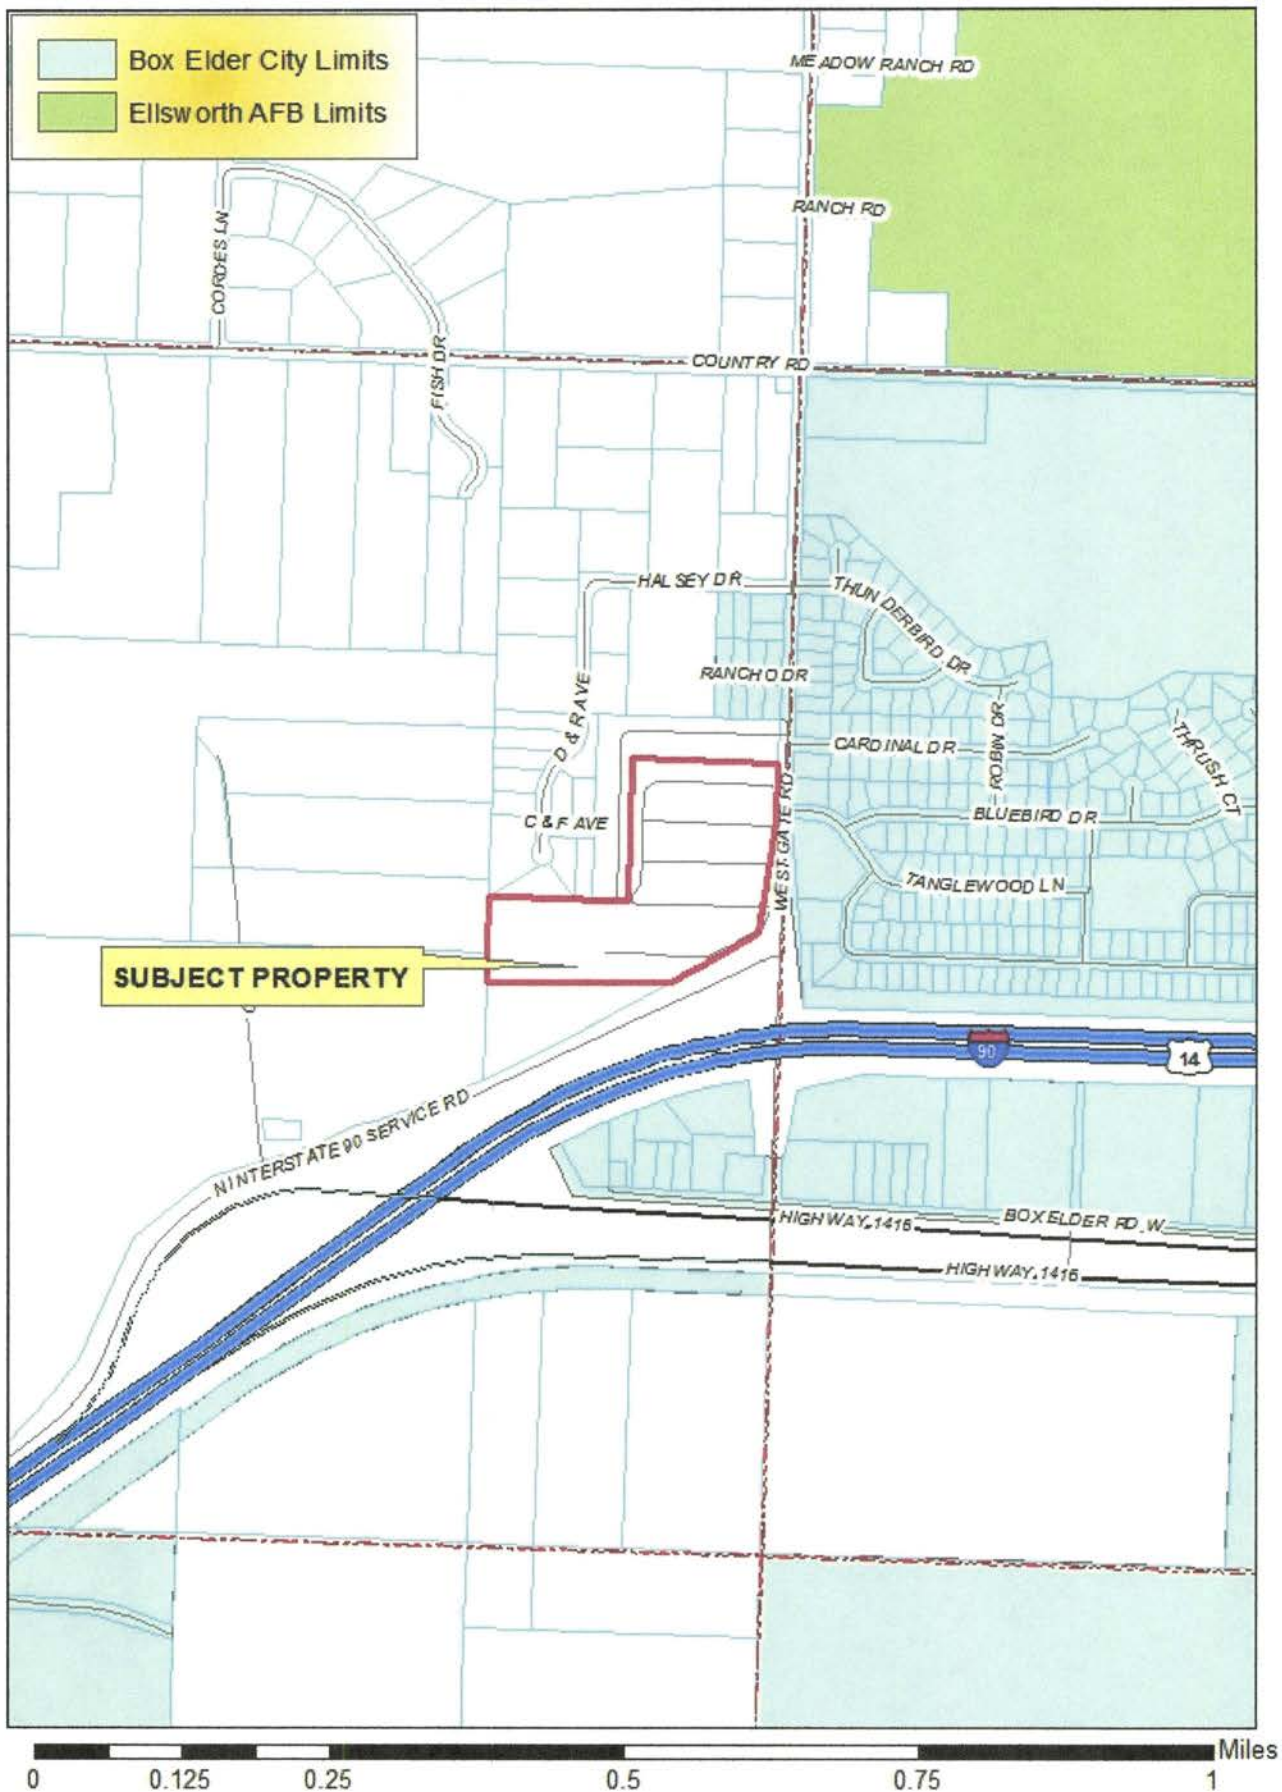 Box Elder City Limits
Ellsworth AFB Limits
MEADOW RANCH RD
RANCH RD
CORDES LN
FISH DR
COUNTRY RD
HALSEY DR
THUNDERBIRD DR
RANCHO DR
D & R AVE
CARDINAL DR
ROBIN DR
THRUSH CT
C & F AVE
WEST GATE RD
BLUEBIRD DR
TANGLEWOOD LN
SUBJECT PROPERTY
90
14
N INTERSTATE 90 SERVICE RD
HIGHWAY 1416
BOX ELDER RD W
HIGHWAY 1416
Miles
0 0.125 0.25 0.5 0.75 1